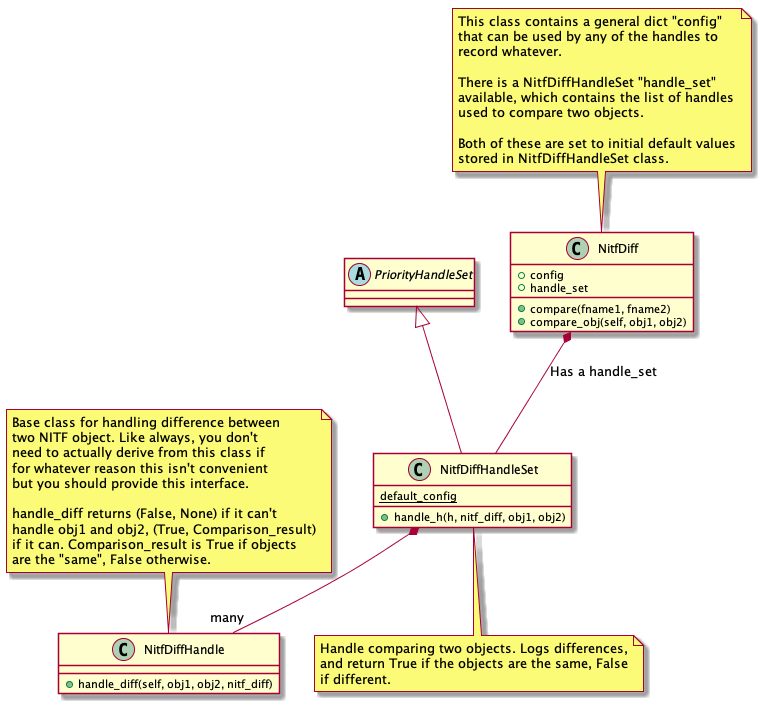 This class contains a general dict "config"
that can be used by any of the handles to
record whatever.
There is a NitfDiffHandleSet "handle_set"
available, which contains the list of handles
used to compare two objects.
Both of these are set to initial default values
stored in NitfDiffHandleSet class.
C NitfDiff
config
handle_set
compare(fname1, fname2)
compare_obj(self, obj1, obj2)
A PriorityHandleSet
Has a handle_set
Base class for handling difference between
two NITF object. Like always, you don't
need to actually derive from this class if
for whatever reason this isn't convenient
but you should provide this interface.
handle_diff returns (False, None) if it can't
handle obj1 and obj2, (True, Comparison_result)
if it can. Comparison_result is True if objects
are the "same", False otherwise.
C NitfDiffHandleSet
default_config
handle_h(h, nitf_diff, obj1, obj2)
many
C NitfDiffHandle
handle_diff(self, obj1, obj2, nitf_diff)
Handle comparing two objects. Logs differences,
and return True if the objects are the same, False
if different.